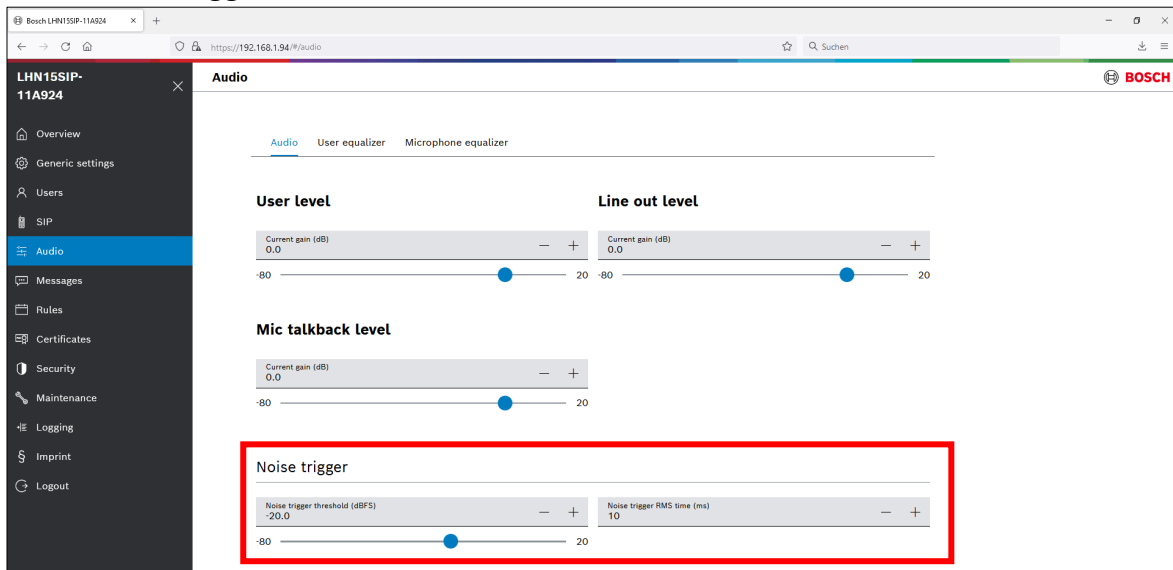 Bosch LHN15SIP-11A924
https://192.168.1.94/#/audio
Suchen
LHN15SIP-
11A924
Audio
BOSCH
Overview
Generic settings
Users
SIP
Audio
Messages
Rules
Certificates
Security
Maintenance
Logging
Imprint
Logout
Audio User equalizer Microphone equalizer
User level
Current gain (dB)
0.0
-80 20
Line out level
Current gain (dB)
0.0
-80 20
Mic talkback level
Current gain (dB)
0.0
-80 20
Noise trigger
Noise trigger threshold (dBFS)
-20.0
-80 20
Noise trigger RMS time (ms)
10